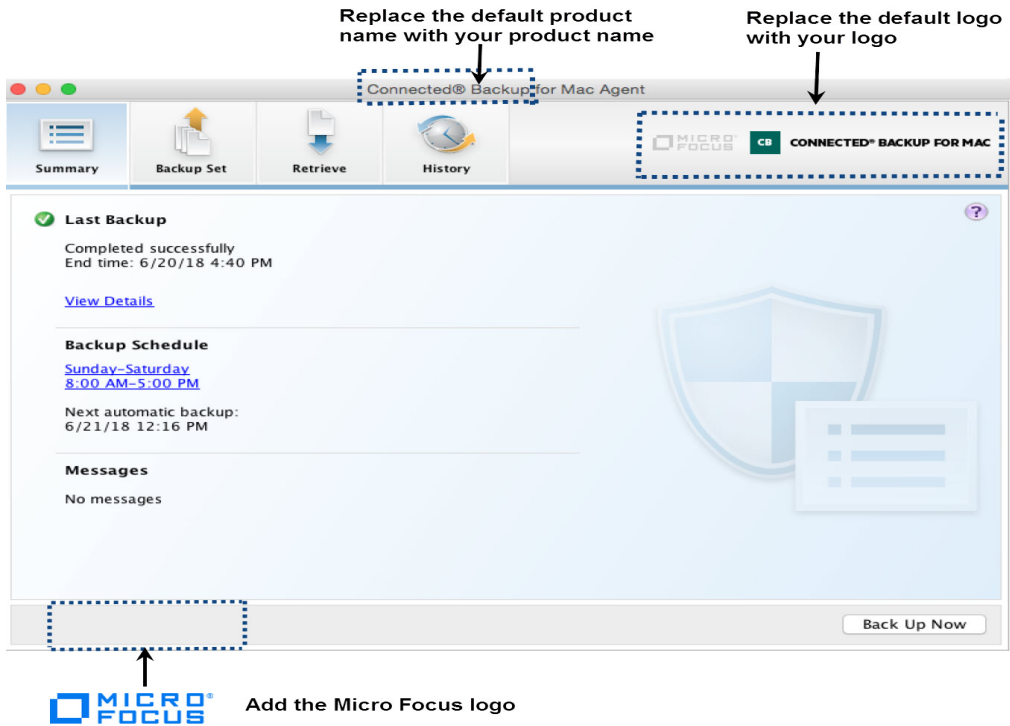 Replace the default product
name with your product name
Replace the default logo
with your logo
Connected® Backup for Mac Agent
Summary
Backup Set
Retrieve
History
MICRO FOCUS
CB
CONNECTED® BACKUP FOR MAC
Last Backup
?
Completed successfully
End time: 6/20/18 4:40 PM
View Details
Backup Schedule
Sunday–Saturday
8:00 AM–5:00 PM
Next automatic backup:
6/21/18 12:16 PM
Messages
No messages
Back Up Now
MICRO®
FOCUS
Add the Micro Focus logo